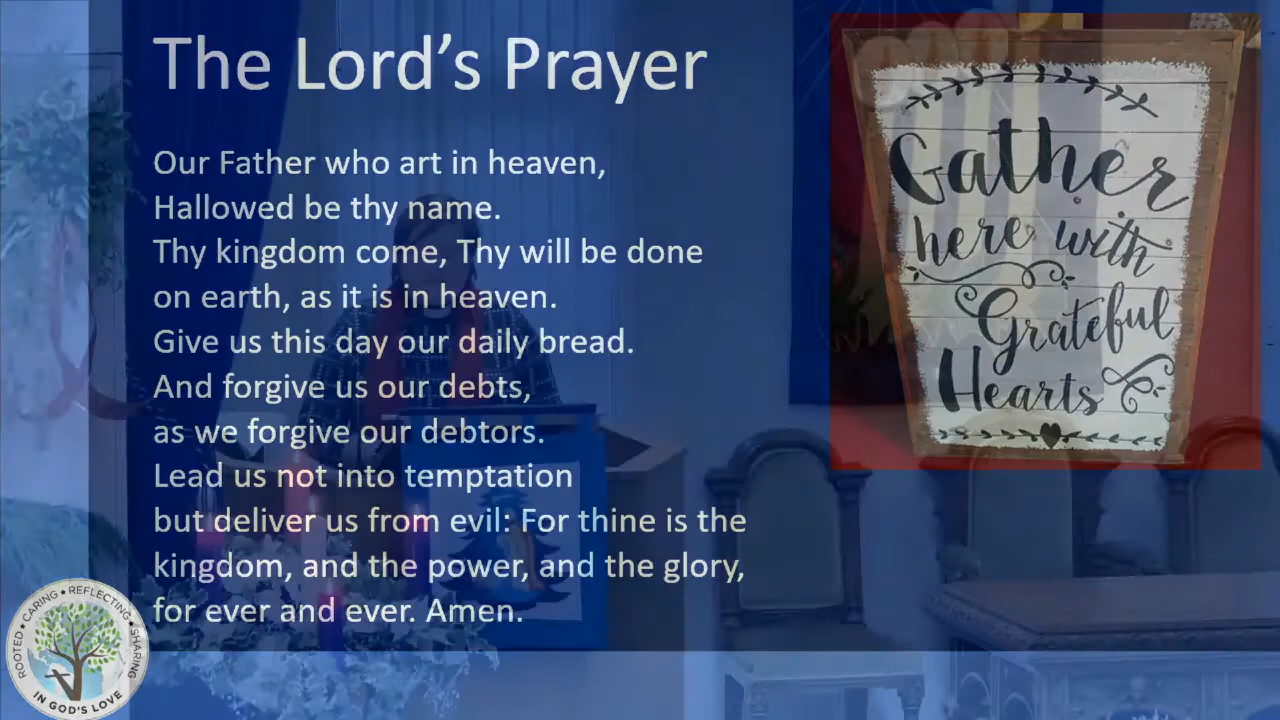 The Lord's Prayer
Our Father who art in heaven,
Hallowed be thy name.
Thy kingdom come, Thy will be done
on earth, as it is in heaven.
Give us this day our daily bread.
And forgive us our debts,
as we forgive our debtors.
Lead us not into temptation
but deliver us from evil: For thine is the
kingdom, and the power, and the glory,
for ever and ever. Amen.
Gather
here with
Grateful
Hearts
ROOTED • CARING • REFLECTING • SHARING
IN GOD'S LOVE